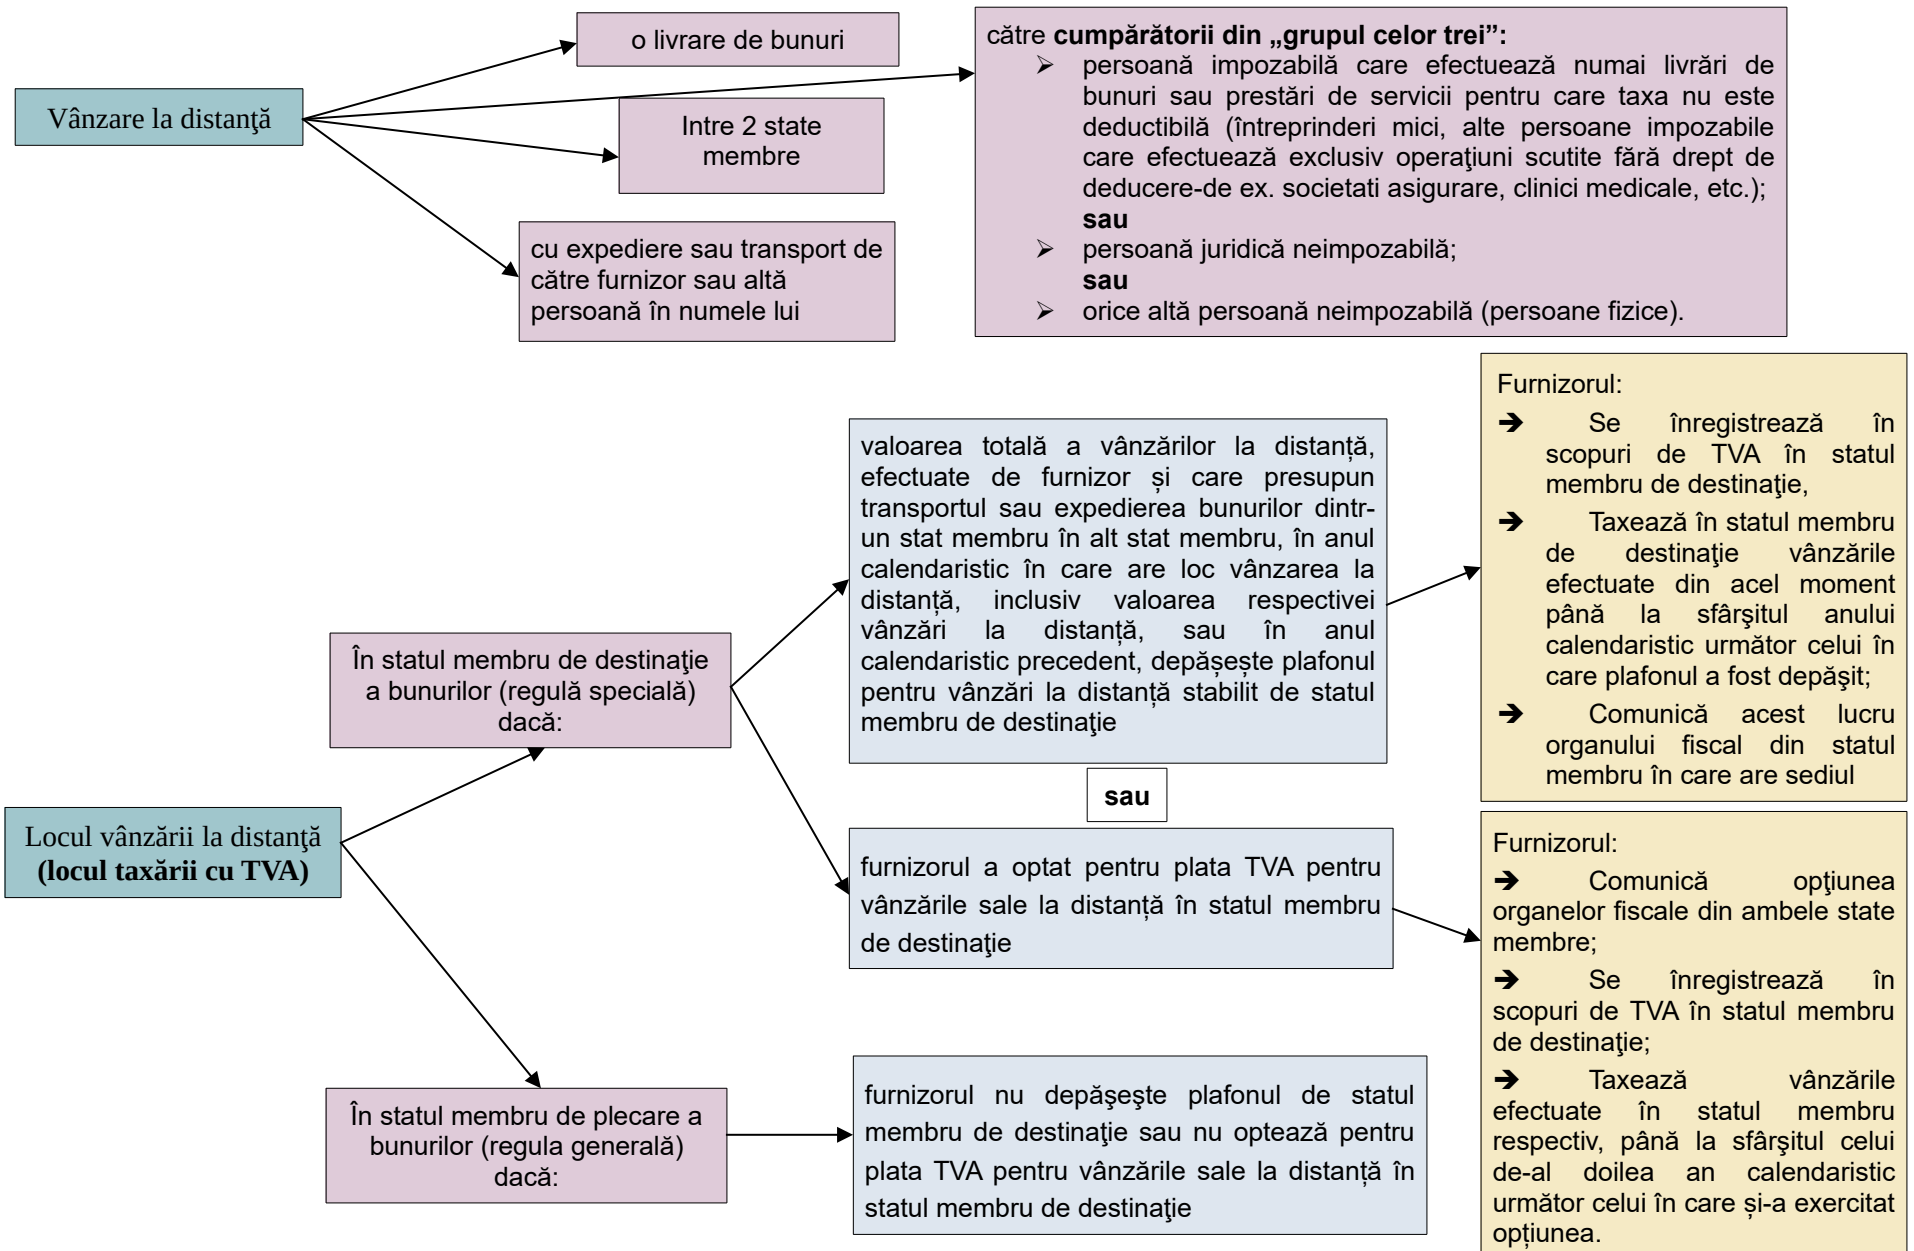 Vânzare la distanţă
o livrare de bunuri
Intre 2 state
membre
cu expediere sau transport de
către furnizor sau altă
persoană în numele lui
către cumpărătorii din „grupul celor trei”:
➢ persoană impozabilă care efectuează numai livrări de
bunuri sau prestări de servicii pentru care taxa nu este
deductibilă (întreprinderi mici, alte persoane impozabile
care efectuează exclusiv operaţiuni scutite fără drept de
deducere-de ex. societati asigurare, clinici medicale, etc.);
sau
➢ persoană juridică neimpozabilă;
sau
➢ orice altă persoană neimpozabilă (persoane fizice).
Locul vânzării la distanţă
(locul taxării cu TVA)
În statul membru de destinaţie
a bunurilor (regulă specială)
dacă:
valoarea totală a vânzărilor la distanță,
efectuate de furnizor și care presupun
transportul sau expedierea bunurilor dintr-
un stat membru în alt stat membru, în anul
calendaristic în care are loc vânzarea la
distanță, inclusiv valoarea respectivei
vânzări la distanță, sau în anul
calendaristic precedent, depășește plafonul
pentru vânzări la distanță stabilit de statul
membru de destinaţie
sau
furnizorul a optat pentru plata TVA pentru
vânzările sale la distanță în statul membru
de destinaţie
Furnizorul:
➔ Se înregistrează în
scopuri de TVA în statul
membru de destinaţie,
➔ Taxează în statul membru
de destinaţie vânzările
efectuate din acel moment
până la sfârşitul anului
calendaristic următor celui în
care plafonul a fost depăşit;
➔ Comunică acest lucru
organului fiscal din statul
membru în care are sediul
Furnizorul:
➔ Comunică opţiunea
organelor fiscale din ambele state
membre;
➔ Se înregistrează în
scopuri de TVA în statul membru
de destinaţie;
➔ Taxează vânzările
efectuate în statul membru
respectiv, până la sfârşitul celui
de-al doilea an calendaristic
următor celui în care și-a exercitat
opțiunea.
În statul membru de plecare a
bunurilor (regula generală)
dacă:
furnizorul nu depăşeşte plafonul de statul
membru de destinaţie sau nu optează pentru
plata TVA pentru vânzările sale la distanță în
statul membru de destinaţie